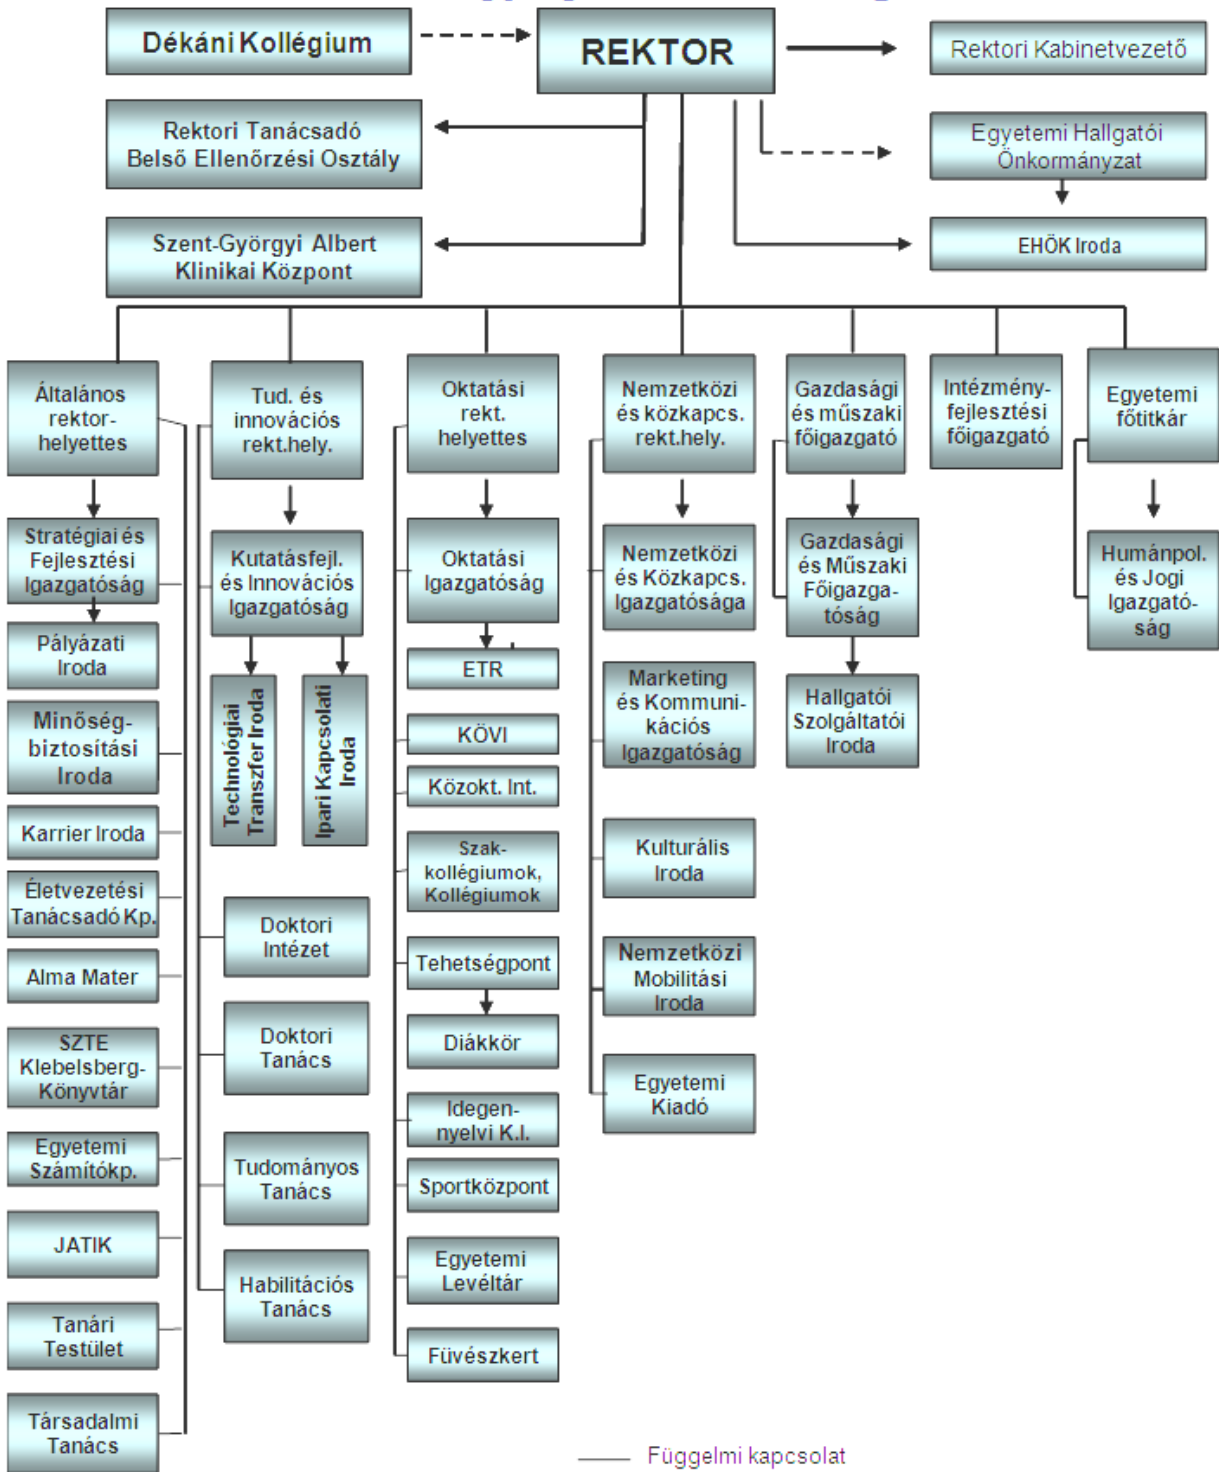 Dékáni Kollégium
REKTOR
Rektori Kabinetvezető
Rektori Tanácsadó
Belső Ellenőrzési Osztály
Egyetemi Hallgatói
Önkormányzat
Szent-Györgyi Albert
Klinikai Központ
EHÖK Iroda
Általános
rektor-
helyettes
Tud. és
innovációs
rekt.hely.
Oktatási
rekt.
helyettes
Nemzetközi
és közkapcs.
rekt.hely.
Gazdasági
és műszaki
főigazgató
Intézmény-
fejlesztési
főigazgató
Egyetemi
főtitkár
Stratégiai és
Fejlesztési
Igazgatóság
Pályázati
Iroda
Minőség-
biztosítási
Iroda
Karrier Iroda
Életvezetési
Tanácsadó Kp.
Alma Mater
SZTE
Klebelsberg-
Könyvtár
Egyetemi
Számítókp.
JATIK
Tanári
Testület
Társadalmi
Tanács
Kutatásfejl.
és Innovációs
Igazgatóság
Technológiai
Transzfer Iroda
Ipari Kapcsolati
Iroda
Doktori
Intézet
Doktori
Tanács
Tudományos
Tanács
Habilitációs
Tanács
Oktatási
Igazgatóság
ETR
KÖVI
Közokt. Int.
Szak-
kollégiumok,
Kollégiumok
Tehetségpont
Diákkör
Idegen-
nyelvi K.I.
Sportközpont
Egyetemi
Levéltár
Füvészkert
Nemzetközi
és Közkapcs.
Igazgatósága
Marketing
és Kommuni-
kációs
Igazgatóság
Kulturális
Iroda
Nemzetközi
Mobilitási
Iroda
Egyetemi
Kiadó
Gazdasági
és Műszaki
Főigazga-
tóság
Hallgatói
Szolgáltatói
Iroda
Humánpol.
és Jogi
Igazgató-
ság
Függelmi kapcsolat